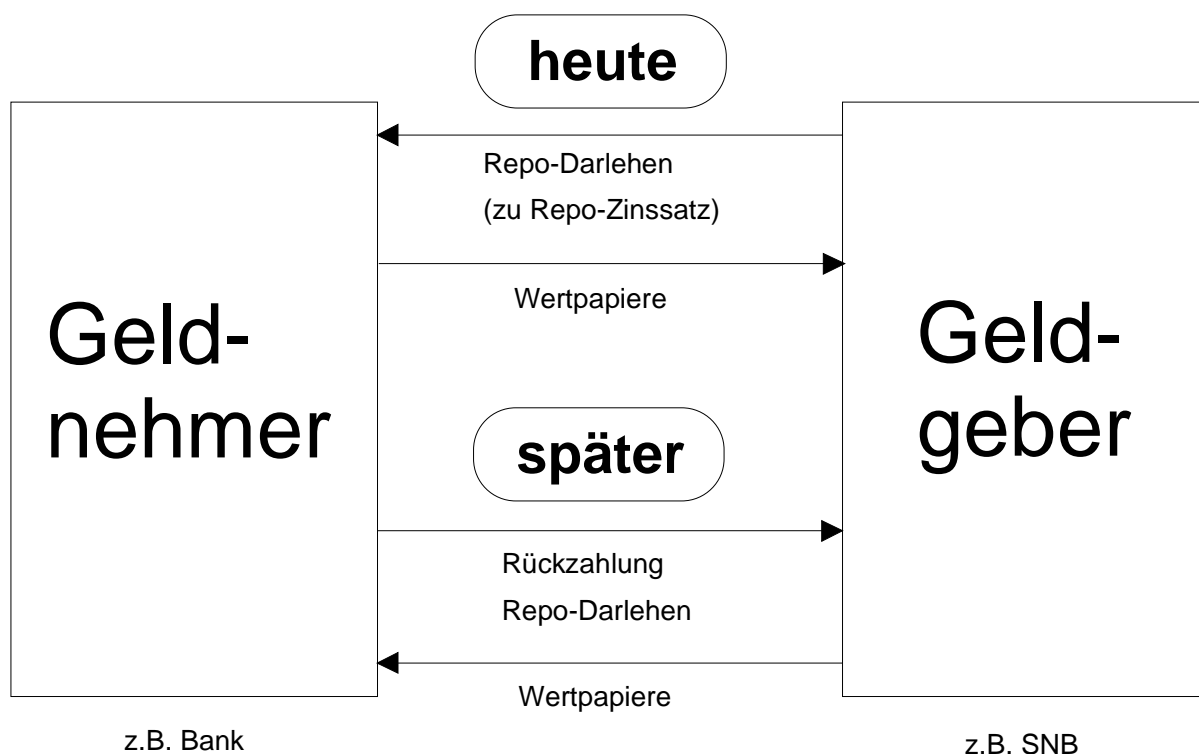 heute
Repo-Darlehen
(zu Repo-Zinssatz)
Wertpapiere
Geld-
nehmer
Geld-
geber
später
Rückzahlung
Repo-Darlehen
Wertpapiere
z.B. Bank
z.B. SNB